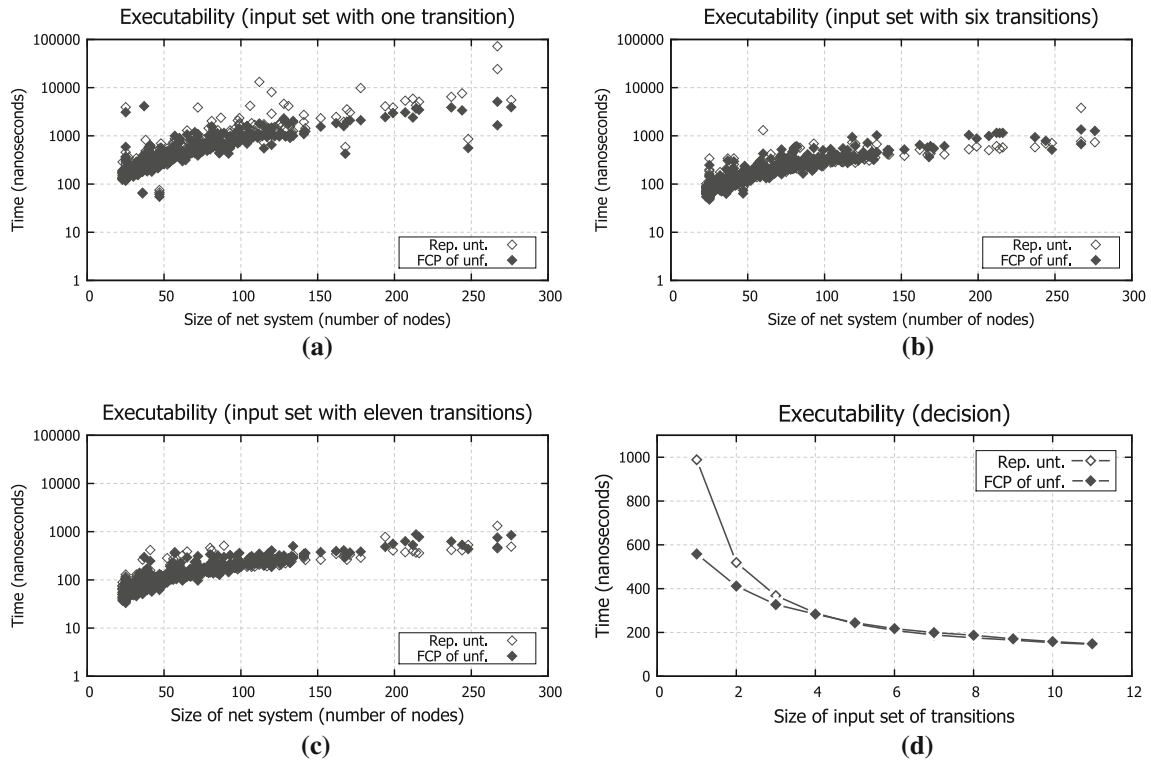 Executability (input set with one transition)
Time (nanoseconds)
100000
10000
1000
100
10
1
0 50 100 150 200 250 300
Rep. unt.
FCP of unf.
Size of net system (number of nodes)
(a)
Executability (input set with six transitions)
Time (nanoseconds)
100000
10000
1000
100
10
1
0 50 100 150 200 250 300
Rep. unt.
FCP of unf.
Size of net system (number of nodes)
(b)
Executability (input set with eleven transitions)
Time (nanoseconds)
100000
10000
1000
100
10
1
0 50 100 150 200 250 300
Rep. unt.
FCP of unf.
Size of net system (number of nodes)
(c)
Executability (decision)
Time (nanoseconds)
1000
800
600
400
200
0
0 2 4 6 8 10 12
Rep. unt.
FCP of unf.
Size of input set of transitions
(d)